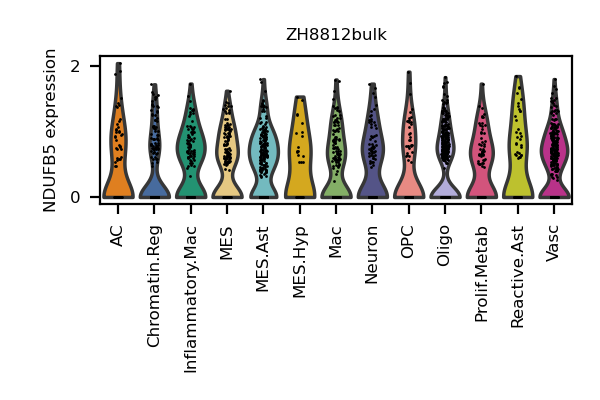 ZH8812bulk
NDUFB5 expression
2
0
AC
Chromatin.Reg
Inflammatory.Mac
MES
MES.Ast
MES.Hyp
Mac
Neuron
OPC
Oligo
Prolif.Metab
Reactive.Ast
Vasc